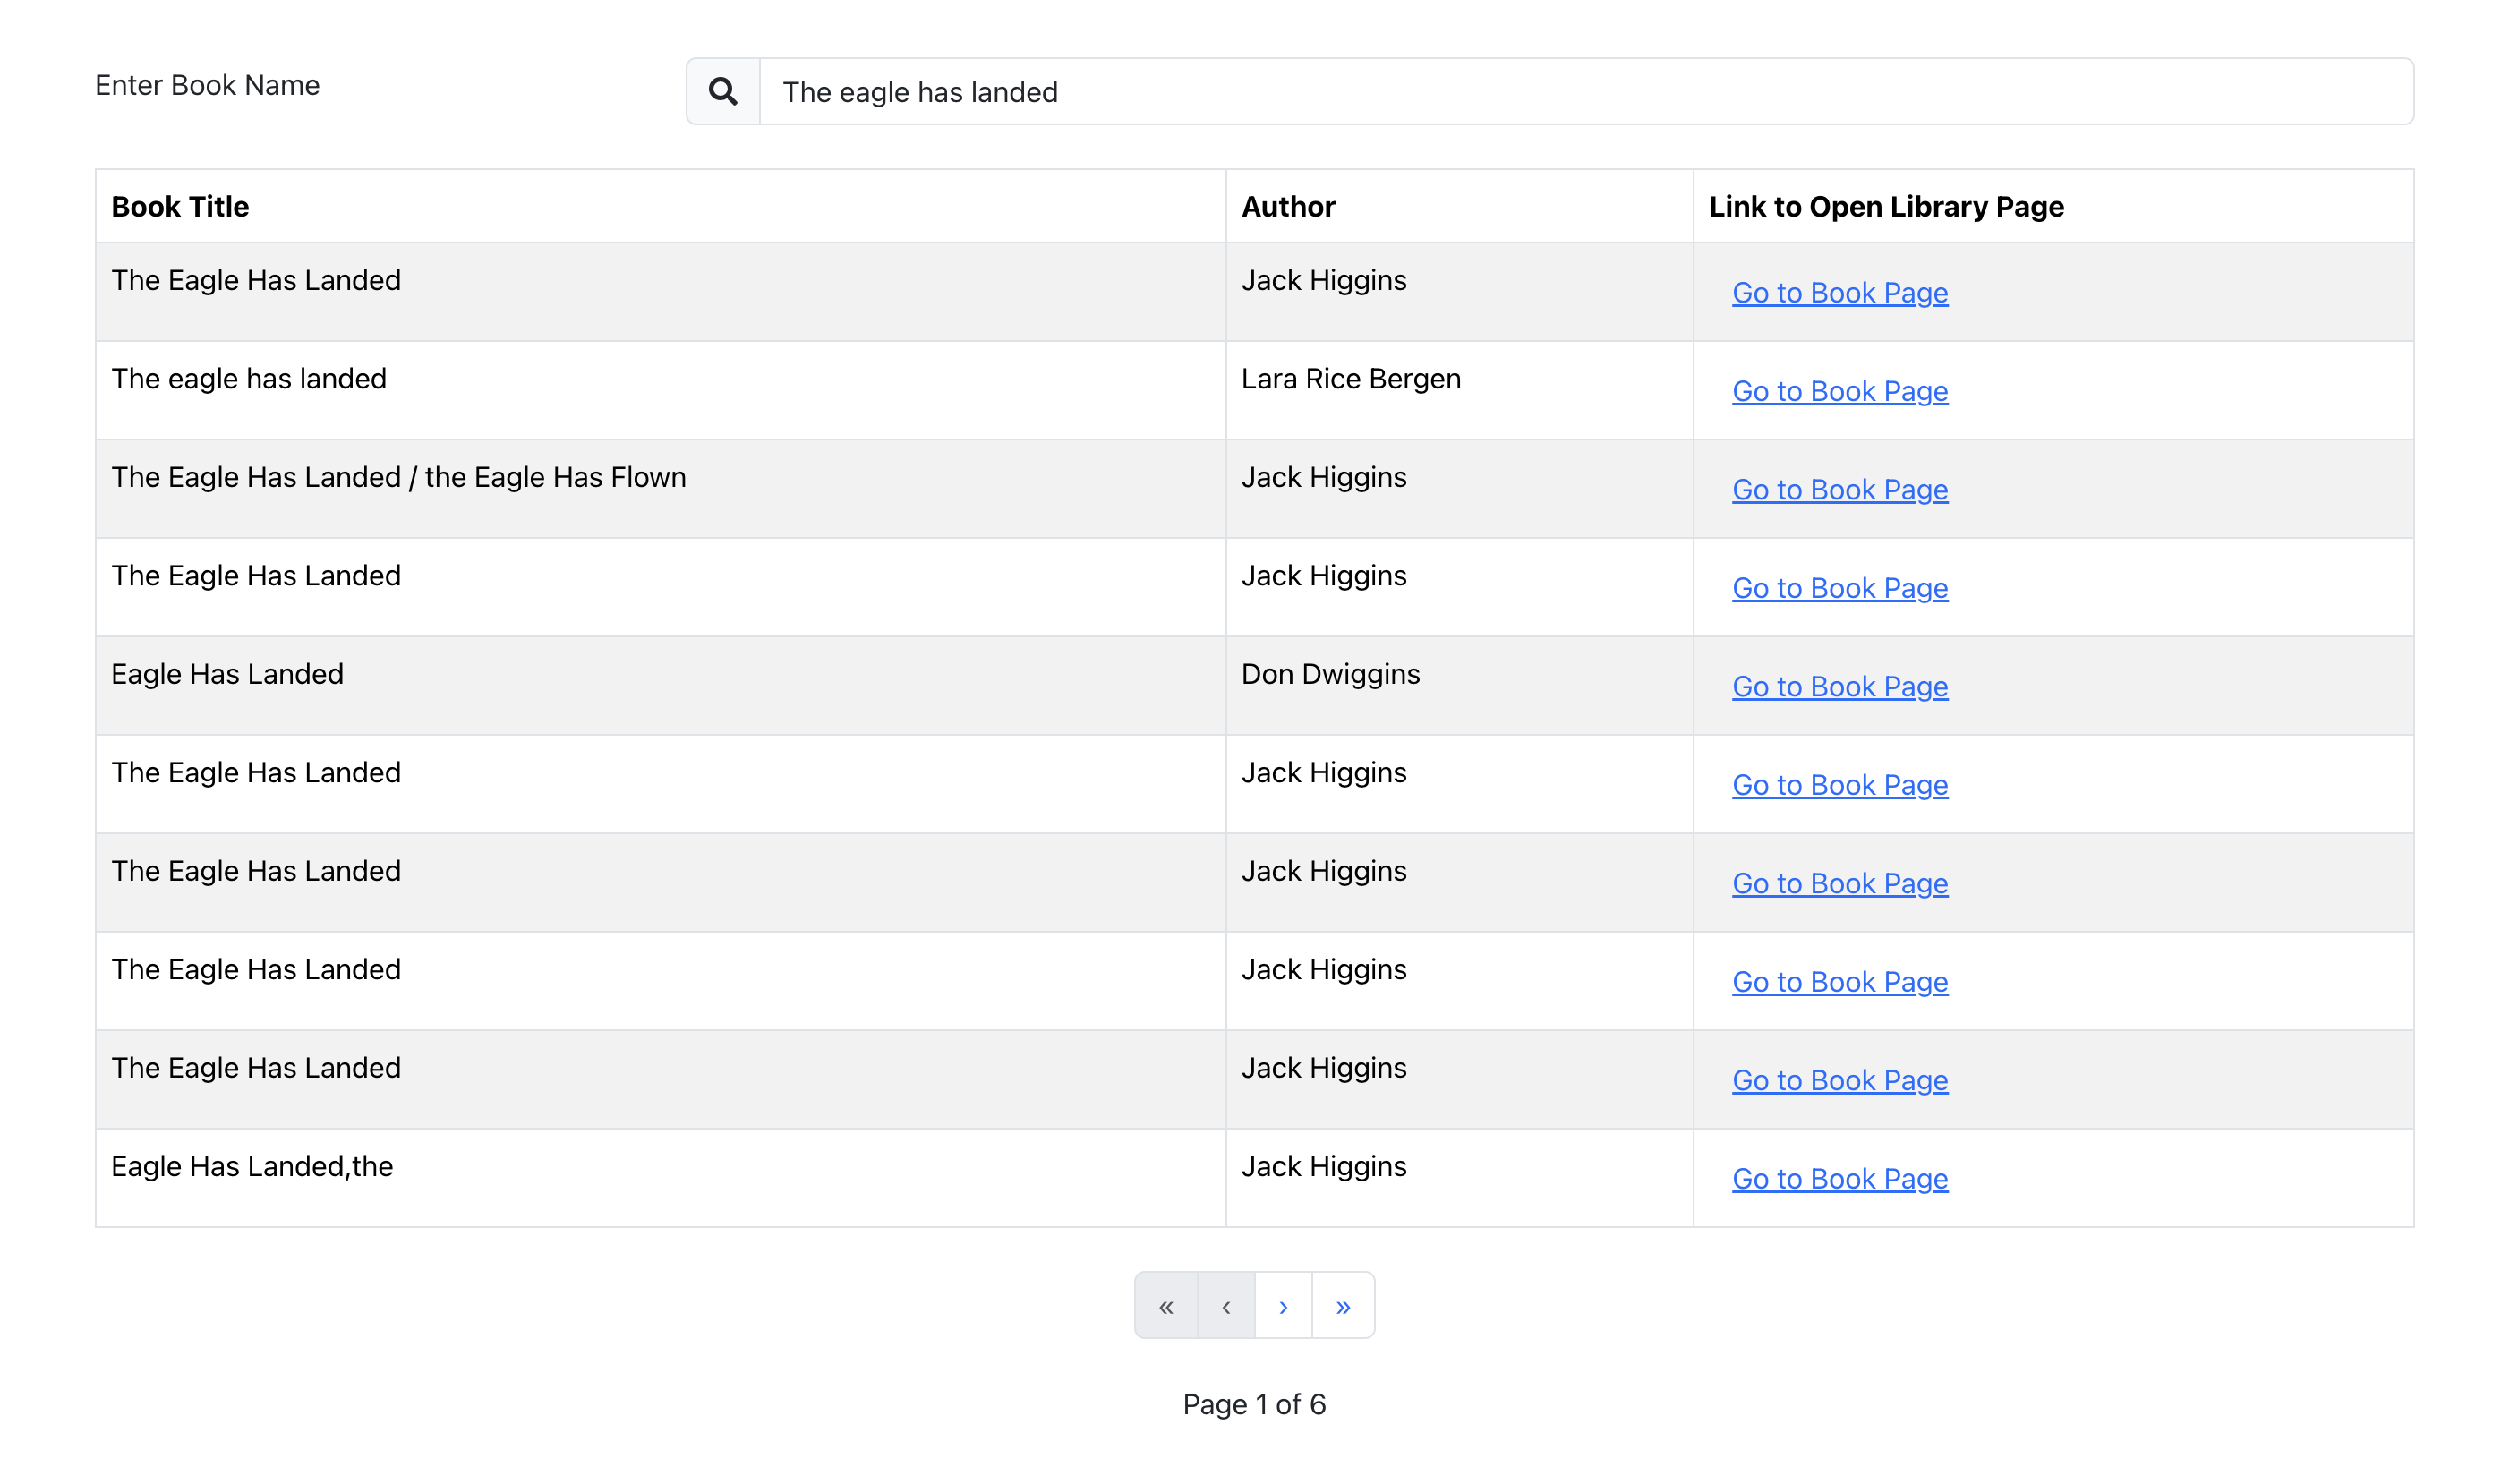 Enter Book Name
The eagle has landed
Book Title Author Link to Open Library Page
The Eagle Has Landed Jack Higgins Go to Book Page
The eagle has landed Lara Rice Bergen Go to Book Page
The Eagle Has Landed / the Eagle Has Flown Jack Higgins Go to Book Page
The Eagle Has Landed Jack Higgins Go to Book Page
Eagle Has Landed Don Dwiggins Go to Book Page
The Eagle Has Landed Jack Higgins Go to Book Page
The Eagle Has Landed Jack Higgins Go to Book Page
The Eagle Has Landed Jack Higgins Go to Book Page
The Eagle Has Landed Jack Higgins Go to Book Page
Eagle Has Landed,the Jack Higgins Go to Book Page
« ‹ › »
Page 1 of 6